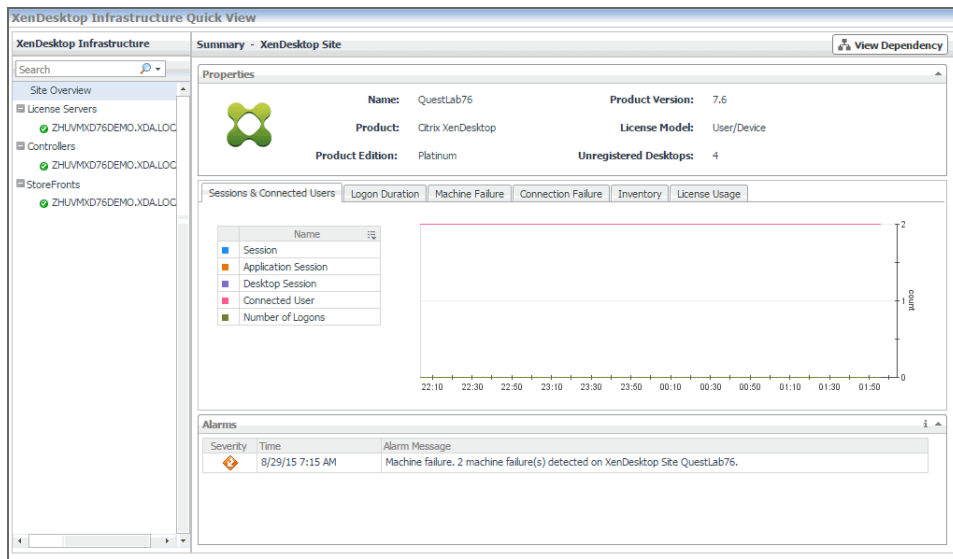 XenDesktop Infrastructure Quick View
XenDesktop Infrastructure
Search
Site Overview
License Servers
ZHUVMXD76DEMO.XDA.LOC
Controllers
ZHUVMXD76DEMO.XDA.LOC
StoreFronts
ZHUVMXD76DEMO.XDA.LOC
Summary - XenDesktop Site
View Dependency
Properties
Name: QuestLab76 Product Version: 7.6
Product: Citrix XenDesktop License Model: User/Device
Product Edition: Platinum Unregistered Desktops: 4
Sessions & Connected Users Logon Duration Machine Failure Connection Failure Inventory License Usage
Name
Session
Application Session
Desktop Session
Connected User
Number of Logons
2
1
0
count
22:10 22:30 22:50 23:10 23:30 23:50 00:10 00:30 00:50 01:10 01:30 01:50
Alarms
i
Severity Time Alarm Message
8/29/15 7:15 AM Machine failure. 2 machine failure(s) detected on XenDesktop Site QuestLab76.